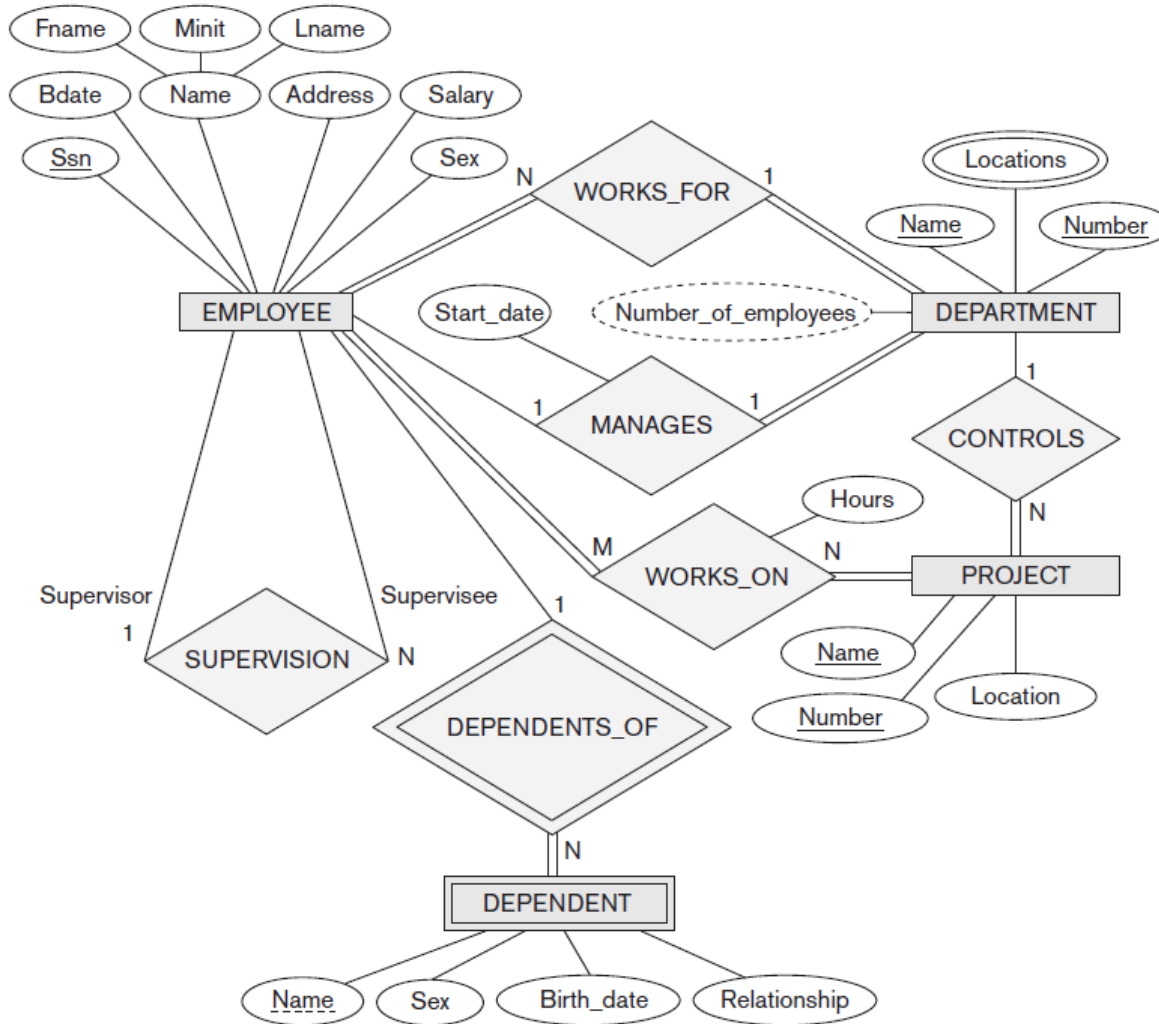 Fname
Minit
Lname
Bdate
Name
Address
Salary
Ssn
Sex
Locations
N
WORKS_FOR
1
Name
Number
EMPLOYEE
Start_date
Number_of_employees
DEPARTMENT
1
MANAGES
1
1
CONTROLS
Hours
N
M
WORKS_ON
N
PROJECT
Supervisor
Supervisee
1
1
SUPERVISION
N
Name
Location
Number
DEPENDENTS_OF
N
DEPENDENT
Name
Sex
Birth_date
Relationship